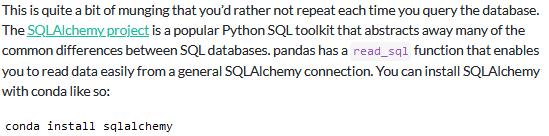 This is quite a bit of munging that you’d rather not repeat each time you query the database.
The SQLAlchemy project is a popular Python SQL toolkit that abstracts away many of the
common differences between SQL databases. pandas has a read_sql function that enables
you to read data easily from a general SQLAlchemy connection. You can install SQLAlchemy
with conda like so:
conda install sqlalchemy